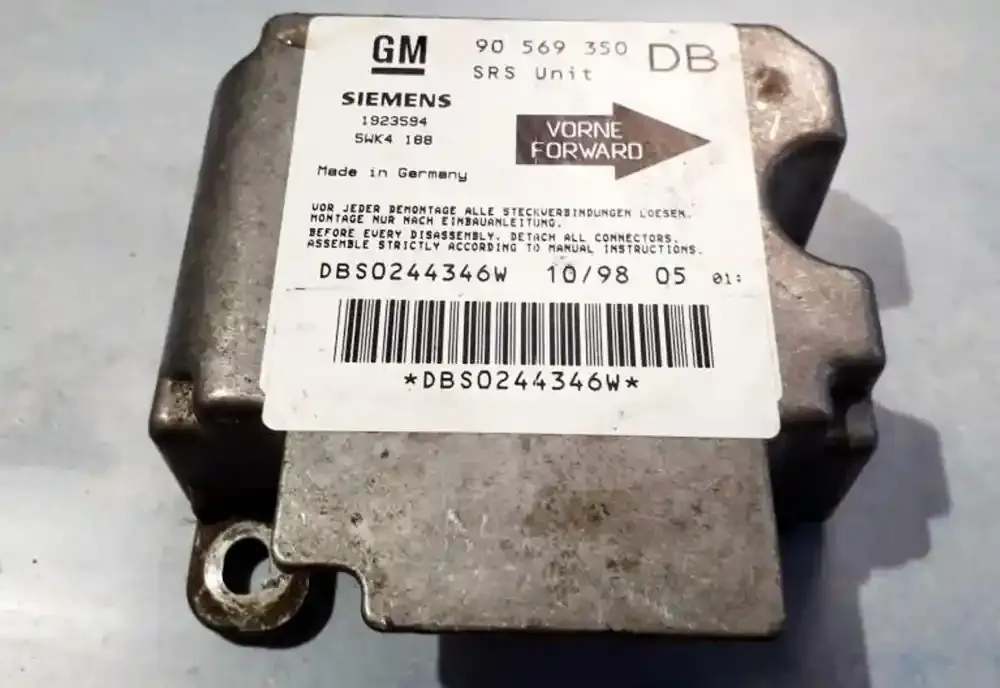 GM
90 569 350 DB
SRS Unit
SIEMENS
1923594
5WK4 188
VORNE
FORWARD
Made in Germany
VOR JEDER DEMONTAGE ALLE STECKVERBINDUNGEN LOESEN.
MONTAGE NUR NACH EINBAUANLEITUNG.
BEFORE EVERY DISASSEMBLY, DETACH ALL CONNECTORS.
ASSEMBLE STRICTLY ACCORDING TO MANUAL INSTRUCTIONS.
DBS0244346W 10/98 05 01:
*DBS0244346W*